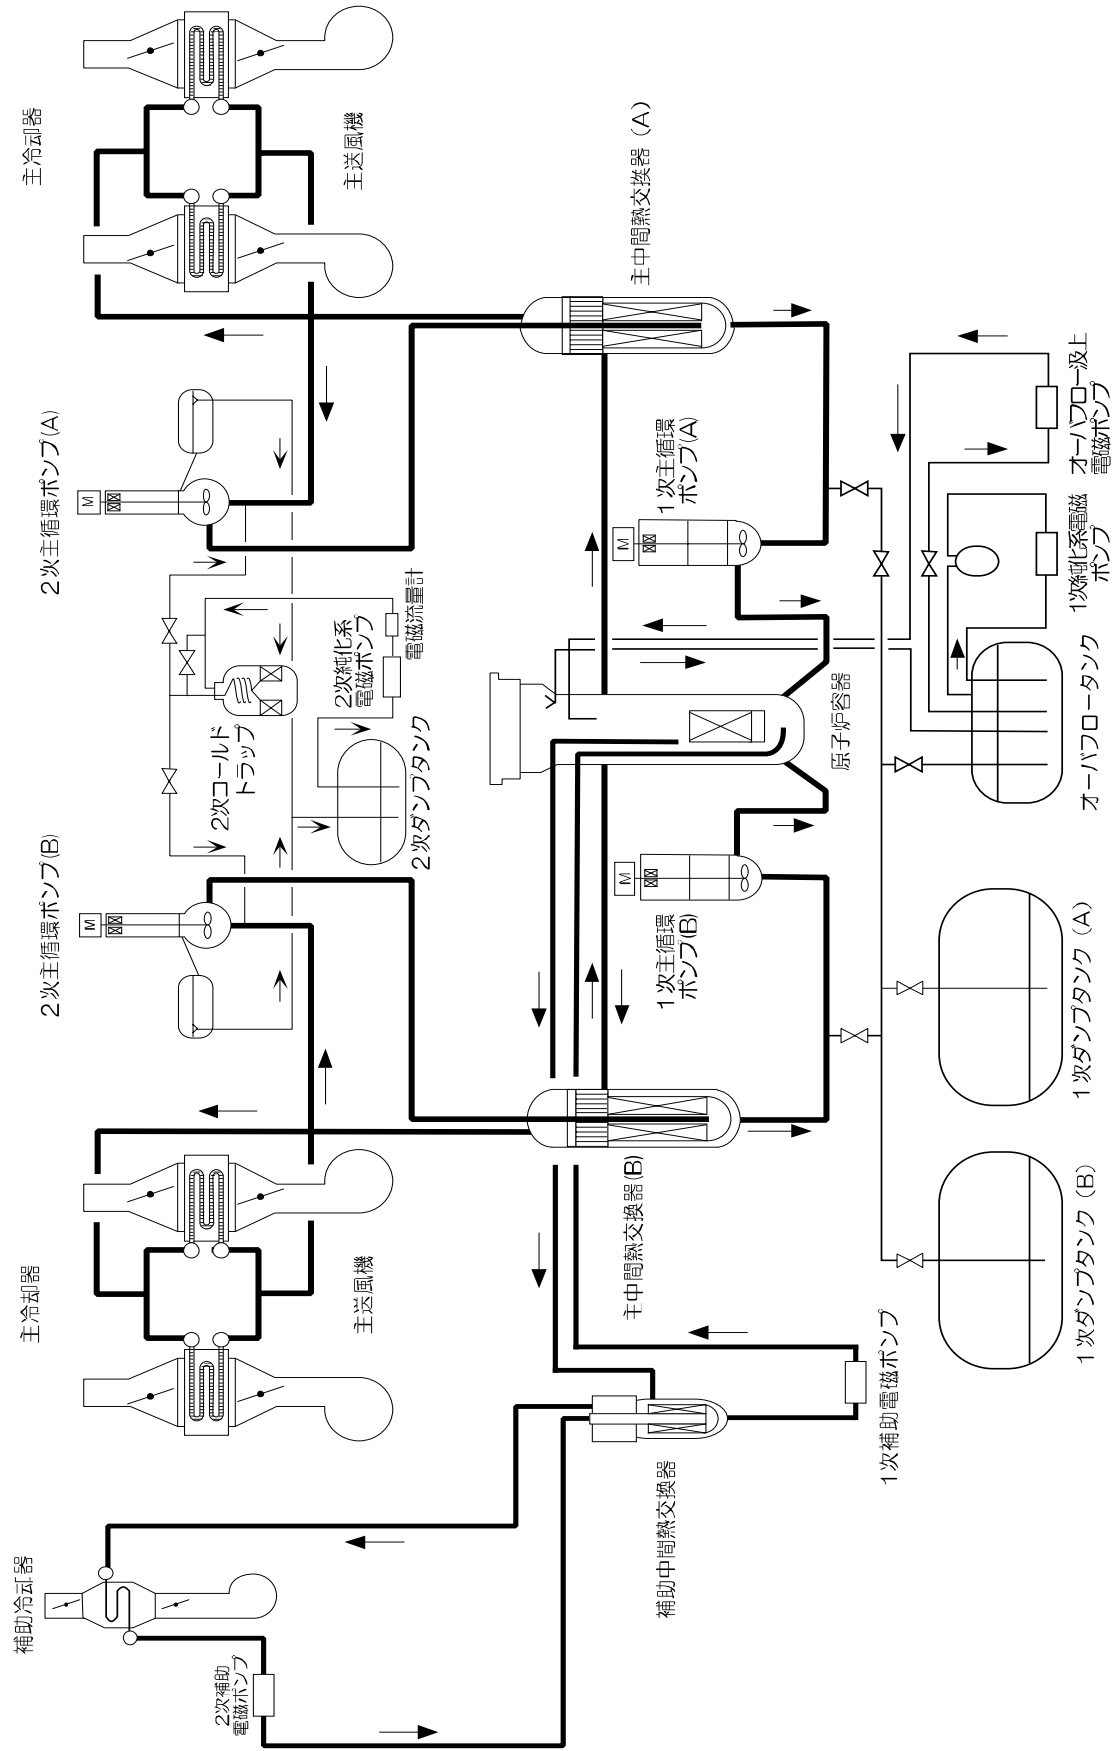 主冷却器
主送風機
主中間熱交換器 (A)
2次主循環ポンプ(A)
M
1次主循環
ポンプ(A)
M
オーバフロー汲上
電磁ポンプ
1次純化系電磁
ポンプ
2次純化系
電磁ポンプ
電磁流量計
2次コールド
トラップ
2次ダンプタンク
原子炉容器
オーバフロータンク
2次主循環ポンプ(B)
M
1次主循環
ポンプ(B)
M
1次ダンプタンク (A)
主冷却器
主送風機
主中間熱交換器(B)
1次ダンプタンク (B)
1次補助電磁ポンプ
補助中間熱交換器
補助冷却器
2次補助
電磁ポンプ